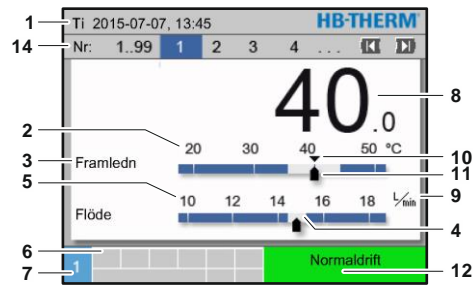 1 Ti 2015-07-07, 13:45 HB-THERM®
14 Nr: 1..99 1 2 3 4 ...
40.0 8
2 20 30 40 50 °C 10
3 Framledn 11
5 10 12 14 16 18 L/min 9
Flöde 4
6
7 1 Normaldrift 12